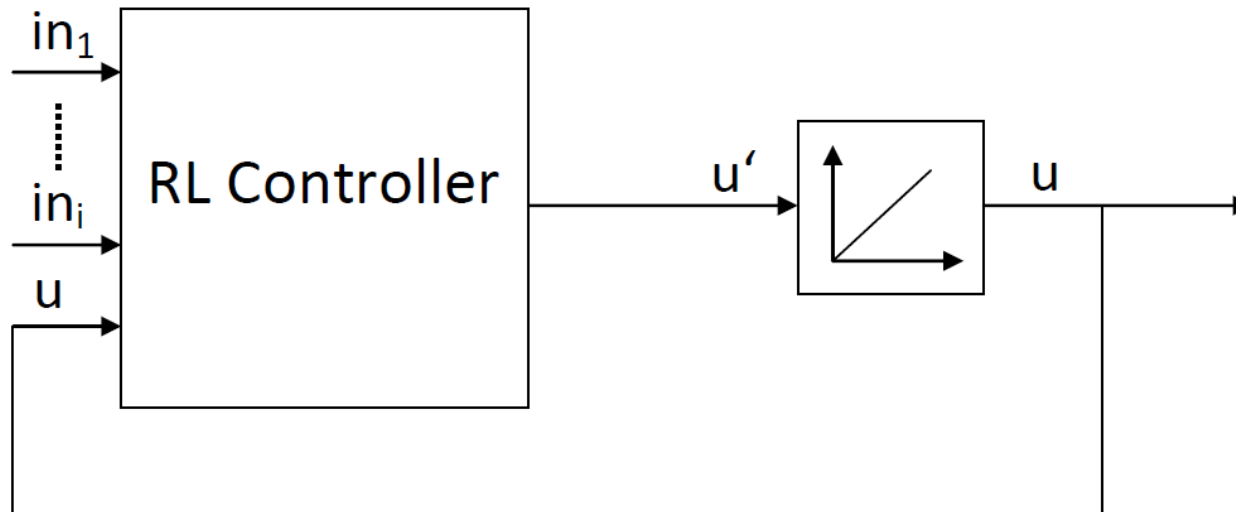 in₁
inᵢ
u
RL Controller
u‘
u